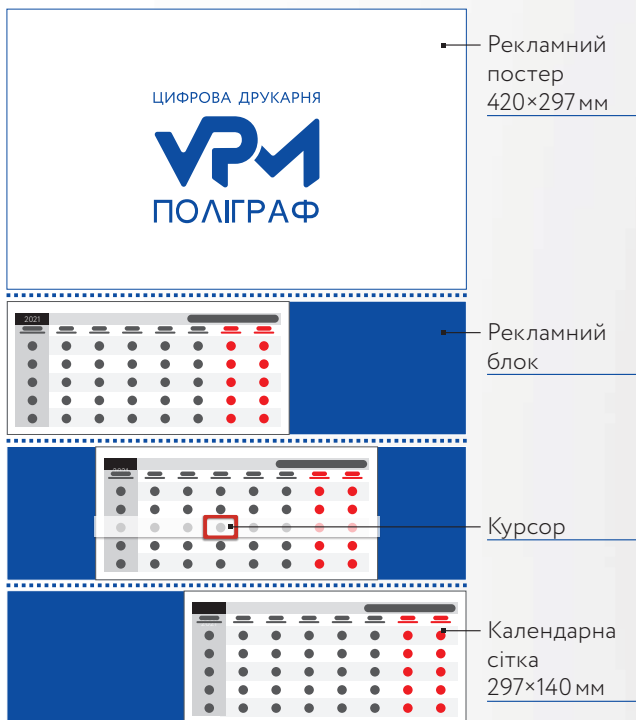 Рекламний
постер
420×297 мм
ЦИФРОВА ДРУКАРНЯ
VPM
ПОЛІГРАФ
2021
Рекламний
блок
Курсор
Календарна
сітка
297×140 мм